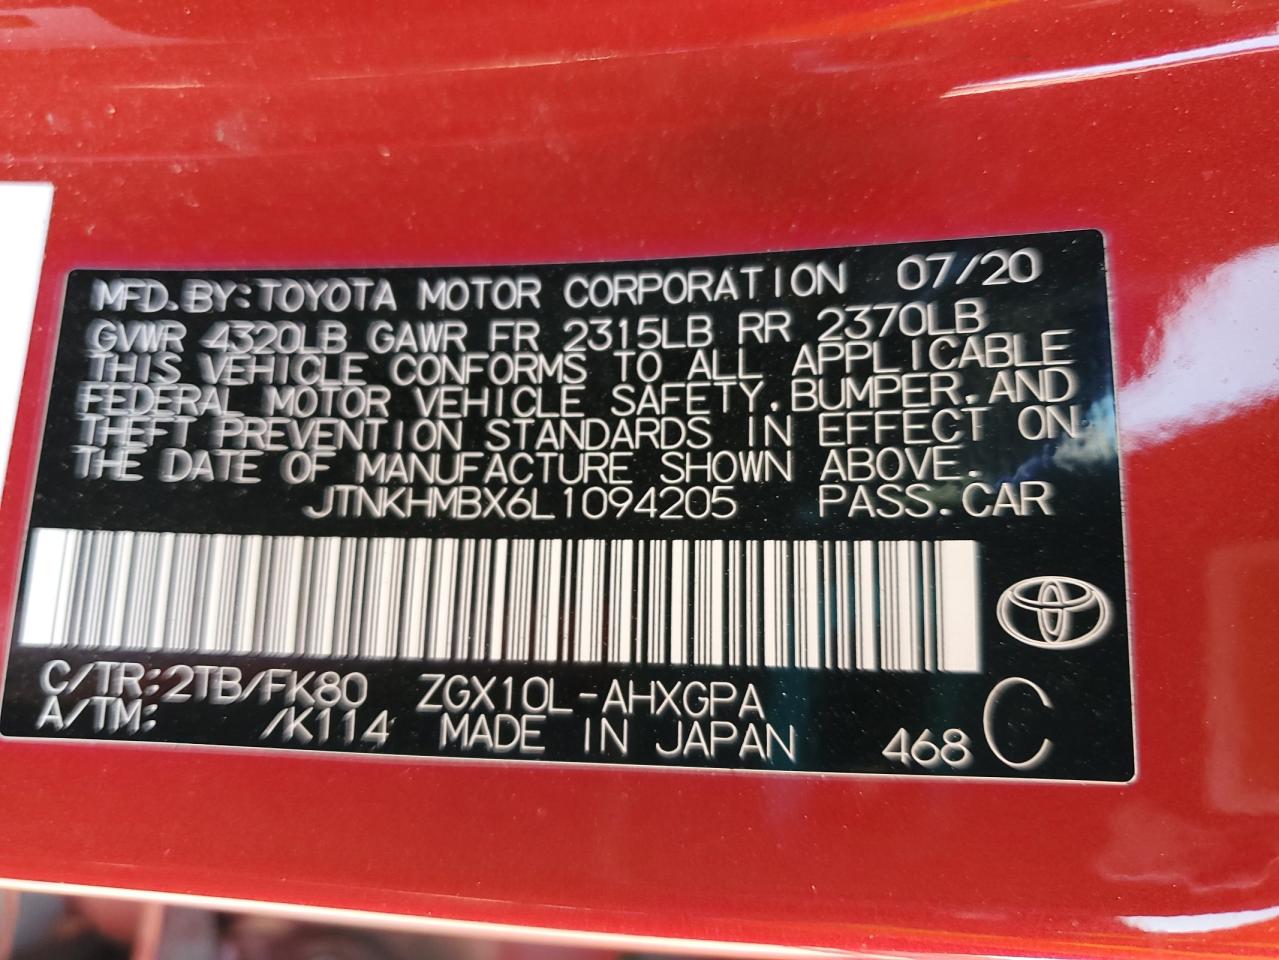 MFD.BY:TOYOTA MOTOR CORPORATION 07/20
GVWR 4320LB GAWR FR 2315LB RR 2370LB
THIS VEHICLE CONFORMS TO ALL APPLICABLE
FEDERAL MOTOR VEHICLE SAFETY, BUMPER, AND
THEFT PREVENTION STANDARDS IN EFFECT ON
THE DATE OF MANUFACTURE SHOWN ABOVE.
JTNKHMBX6L1094205 PASS.CAR
C/TR:2TB/FK80 ZGX10L-AHXGPA
A/TM: /K114 MADE IN JAPAN 468 C